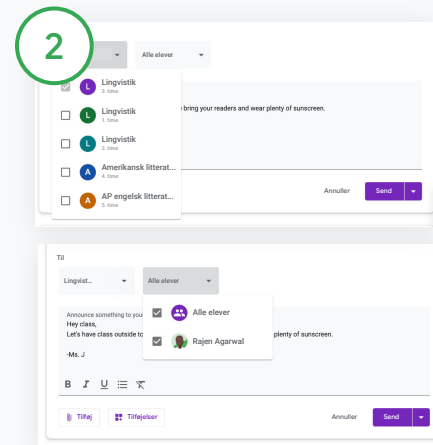 2
Alle elever
Lingvistik
3. time
bring your readers and wear plenty of sunscreen.
Lingvistik
1. time
Lingvistik
2. time
Amerikansk litterat...
4. time
AP engelsk litterat...
5. time
Annuller
Send
Til
Lingvist...
Alle elever
Announce something to you
Hey class,
Let's have class outside to
plenty of sunscreen.
Alle elever
Rajen Agarwal
-Ms. J
B I U
Tilføj
Tilføjelser
Annuller
Send